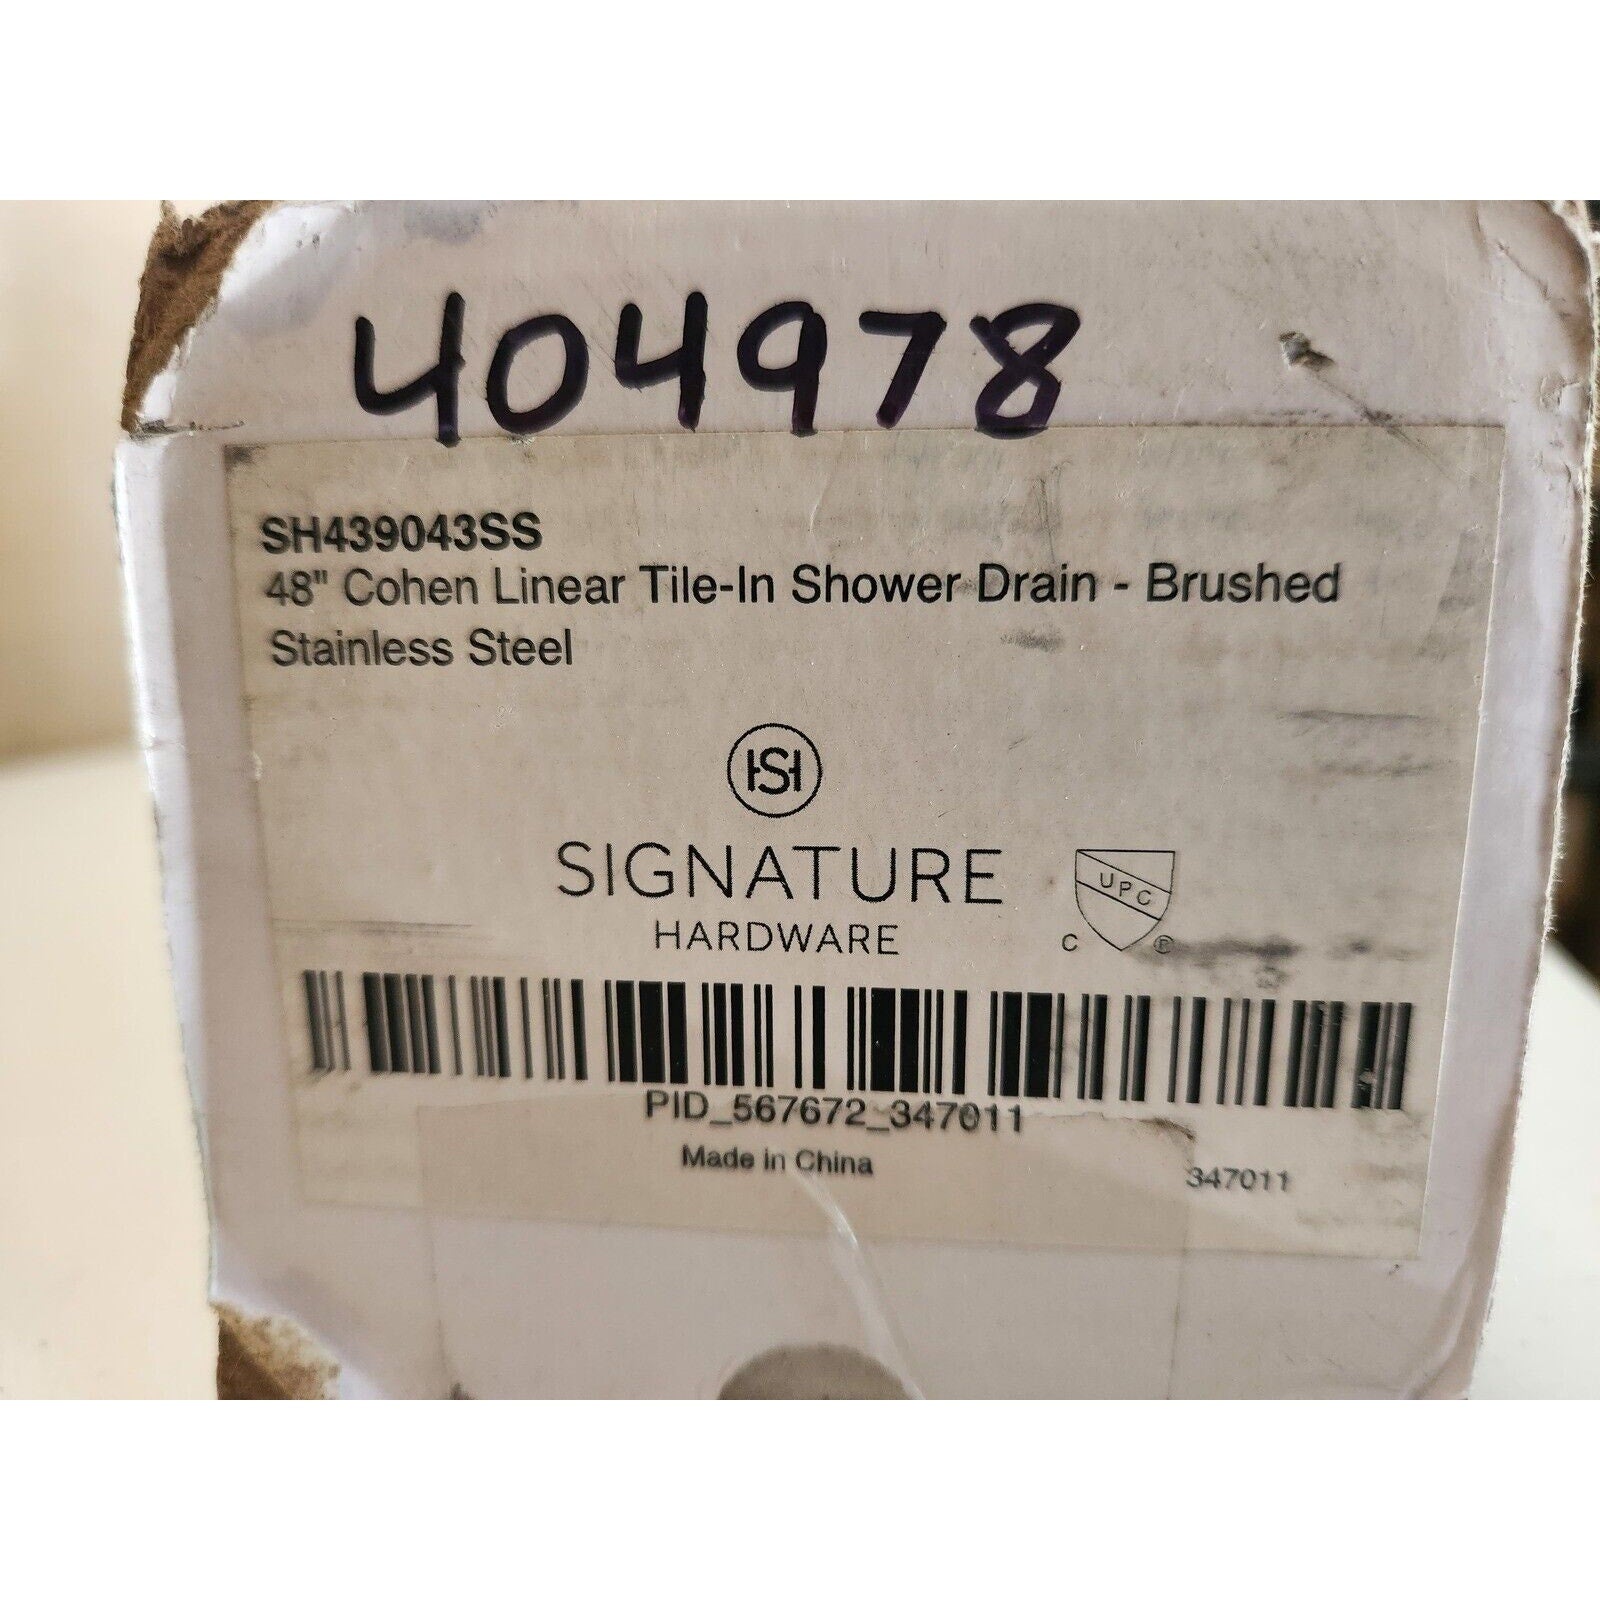 404978
SH439043SS
48" Cohen Linear Tile-In Shower Drain - Brushed
Stainless Steel
HSH
SIGNATURE
HARDWARE
UPC
C ®
PID_567672_347011
Made in China
347011